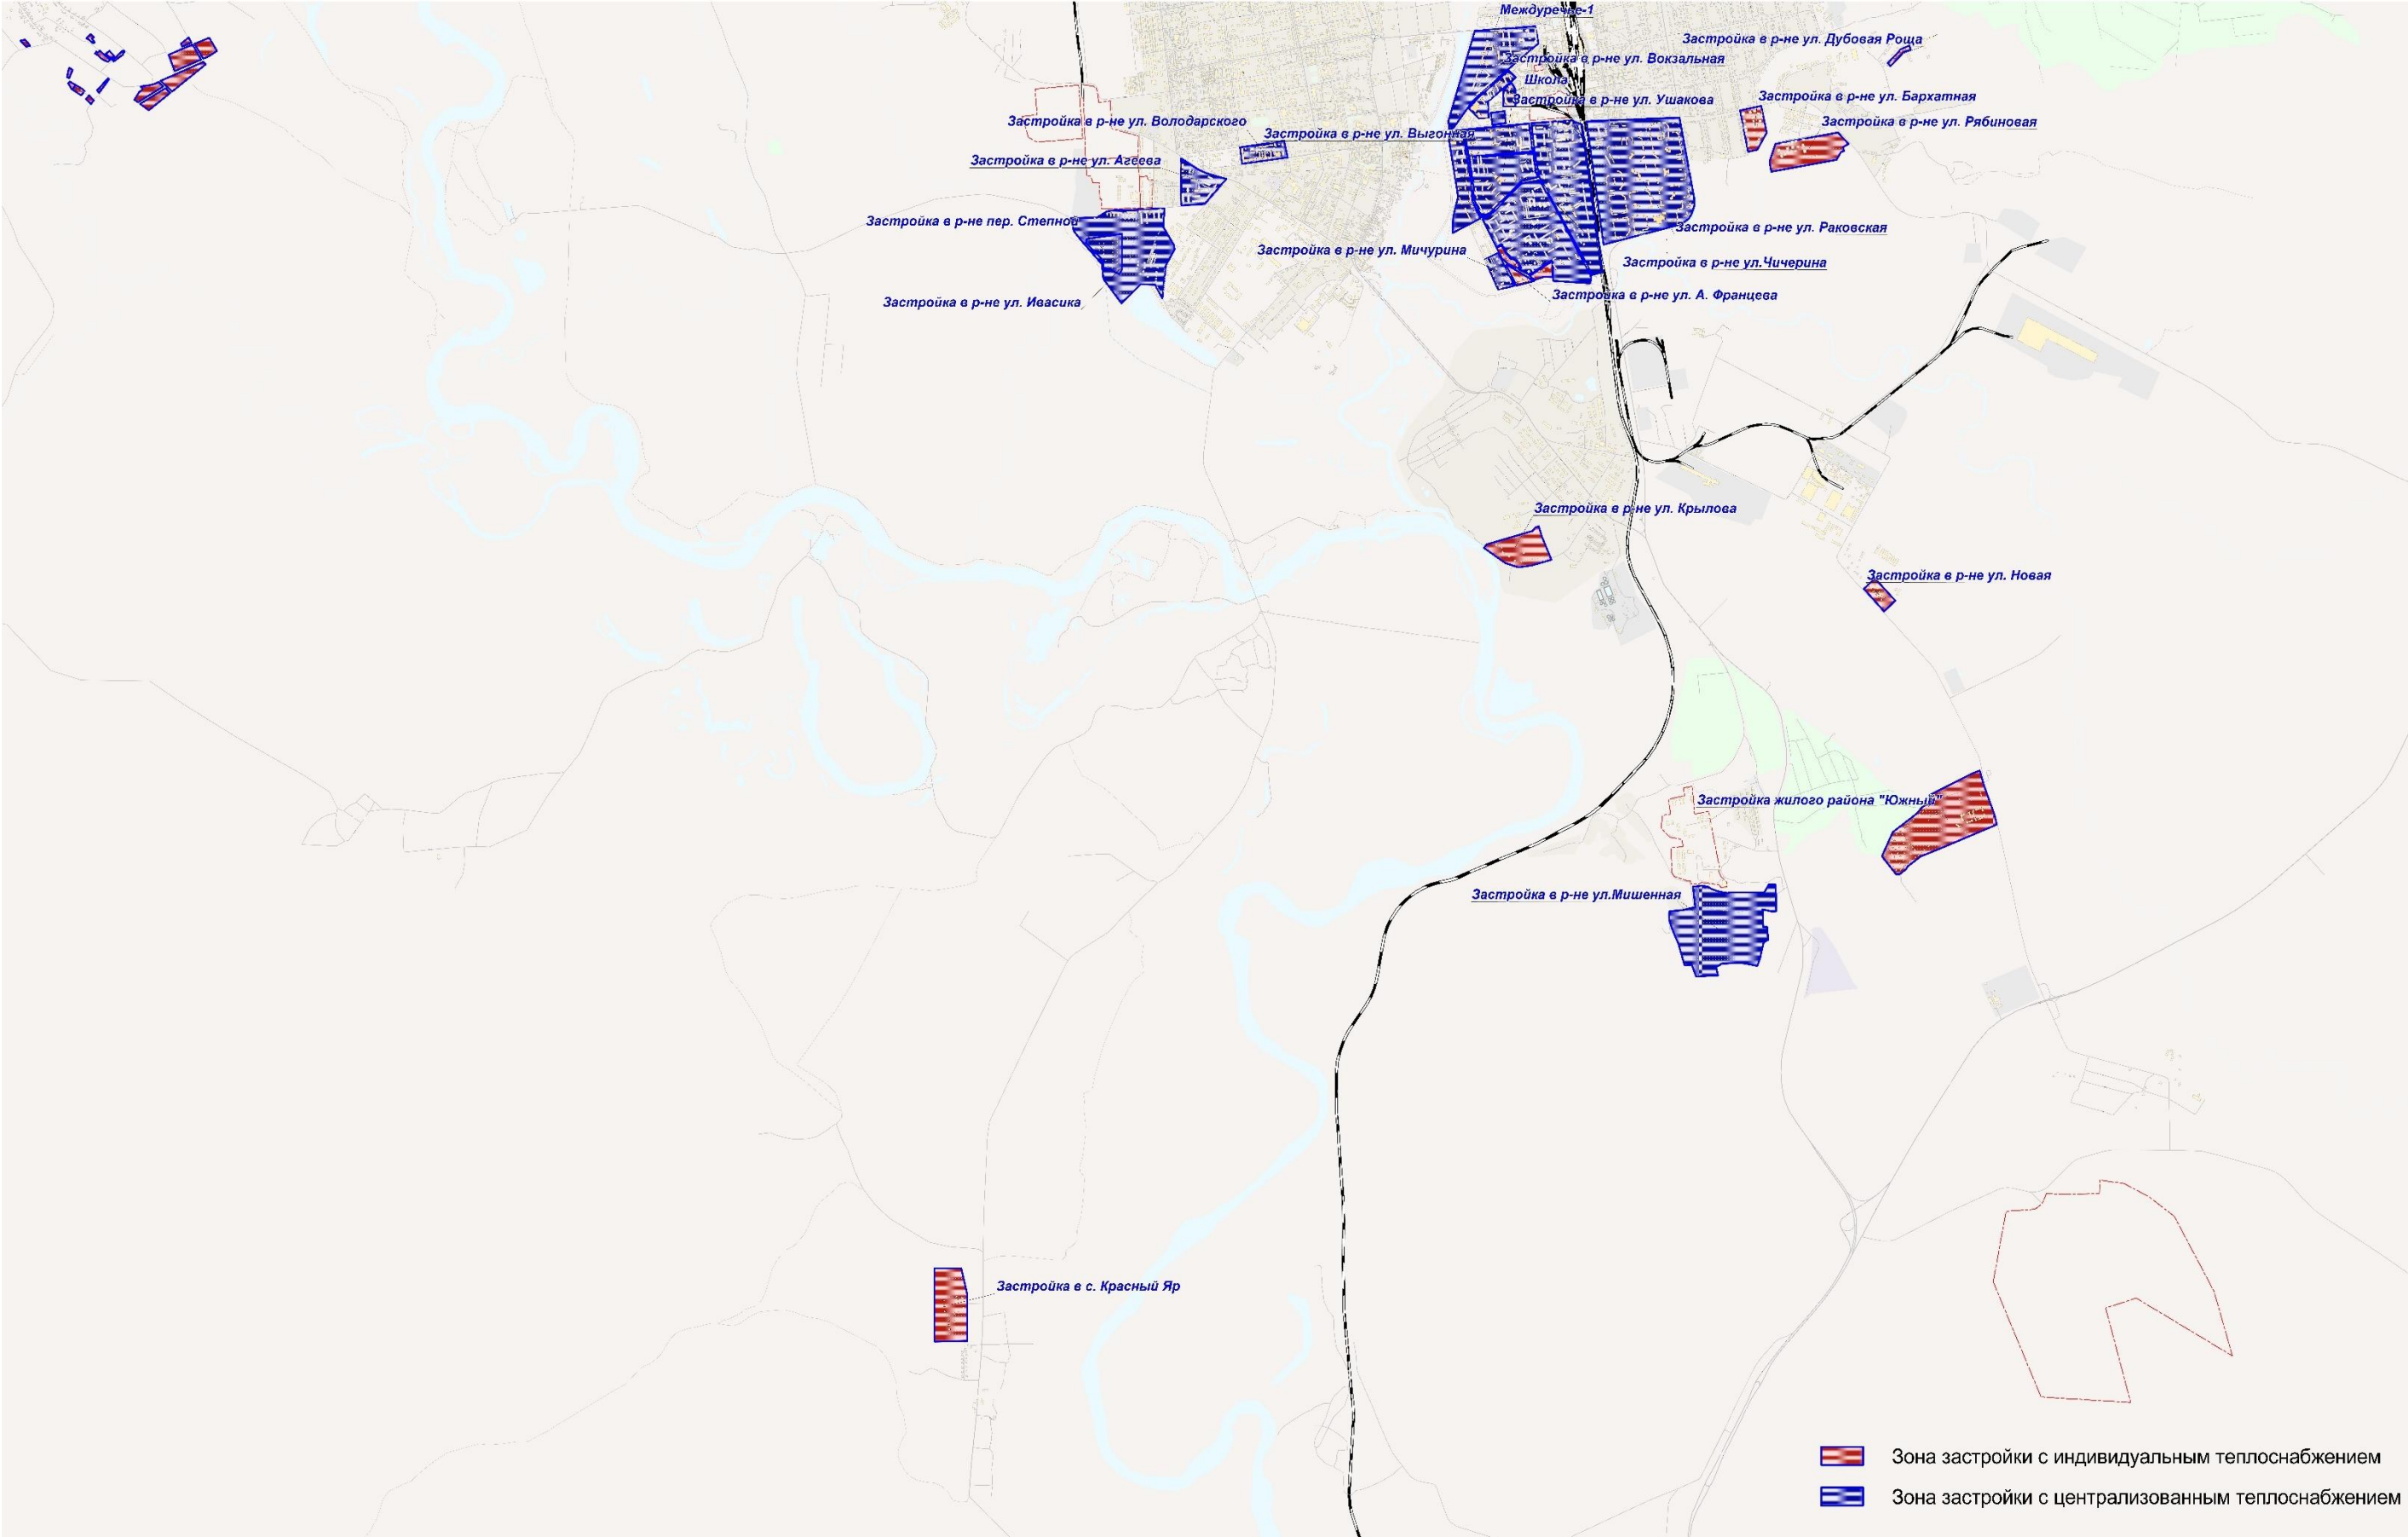 Междуречье-1
Застройка в р-не ул. Дубовая Роща
Застройка в р-не ул. Вокзальная
Школа
Застройка в р-не ул. Ушакова
Застройка в р-не ул. Бархатная
Застройка в р-не ул. Володарского
Застройка в р-не ул. Рябиновая
Застройка в р-не ул. Выгонная
Застройка в р-не ул. Агеева
Застройка в р-не пер. Степной
Застройка в р-не ул. Раковская
Застройка в р-не ул. Мичурина
Застройка в р-не ул.Чичерина
Застройка в р-не ул. А. Францева
Застройка в р-не ул. Ивасика
Застройка в р-не ул. Крылова
Застройка в р-не ул. Новая
Застройка жилого района "Южный"
Застройка в р-не ул.Мишенная
Застройка в с. Красный Яр
Зона застройки с индивидуальным теплоснабжением
Зона застройки с централизованным теплоснабжением